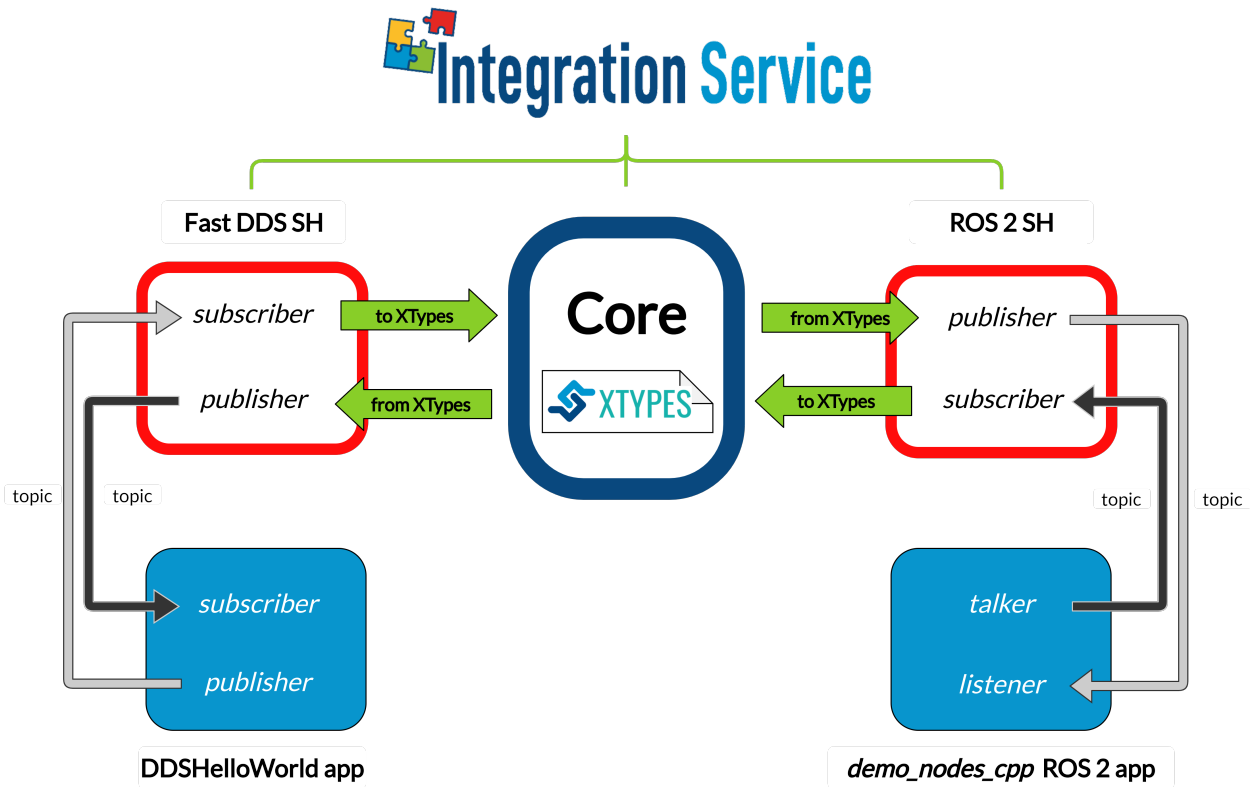 Integration Service
Fast DDS SH
ROS 2 SH
subscriber
to XTypes
Core
from XTypes
publisher
publisher
from XTypes
XTYPES
to XTypes
subscriber
topic
topic
topic
topic
subscriber
talker
publisher
listener
DDSHelloWorld app
demo_nodes_cpp ROS 2 app